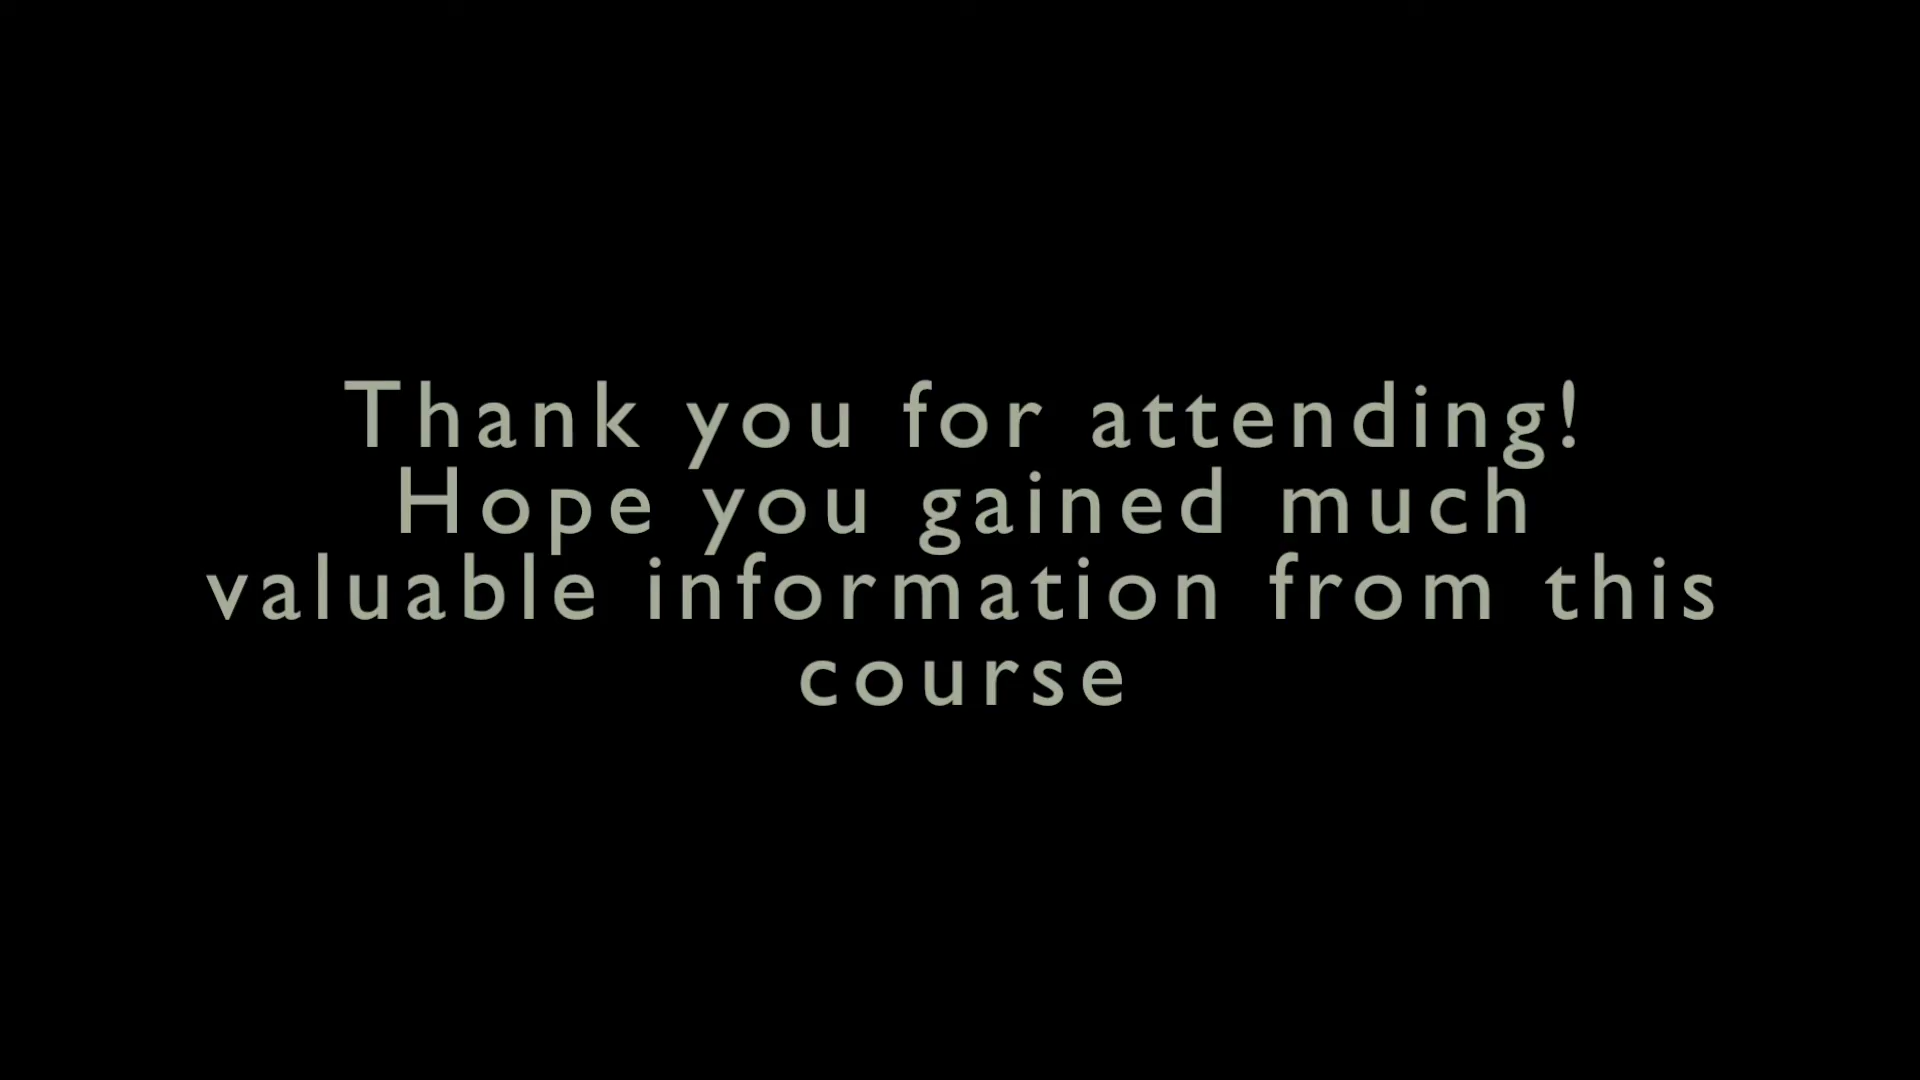 Thank you for attending!
Hope you gained much
valuable information from this
course